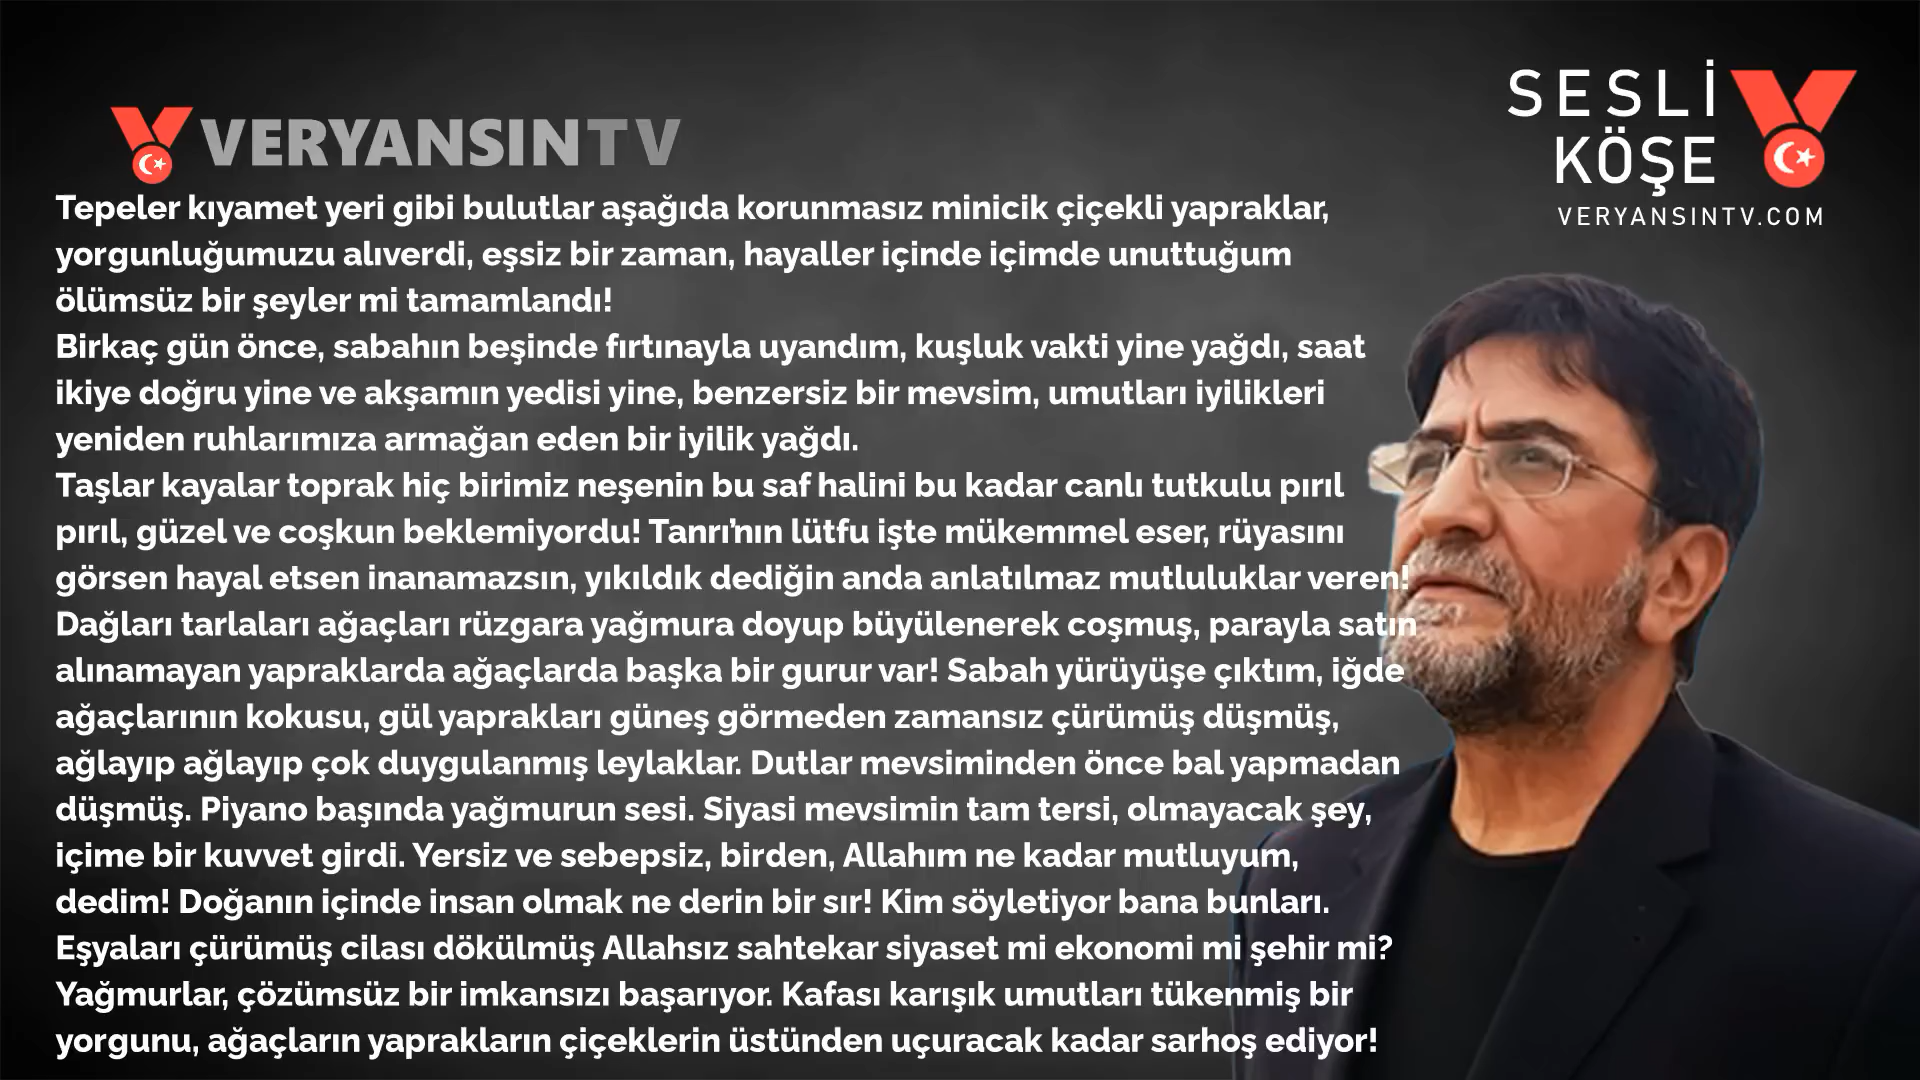 VERYANSINTV
SESLİ
KÖŞE
VERYANSINTV.COM
Tepeler kıyamet yeri gibi bulutlar aşağıda korunmasız minicik çiçekli yapraklar,
yorgunluğumuzu alıverdi, eşsiz bir zaman, hayaller içinde içimde unuttuğum
ölümsüz bir şeyler mi tamamlandı!
Birkaç gün önce, sabahın beşinde fırtınayla uyandım, kuşluk vakti yine yağdı, saat
ikiye doğru yine ve akşamın yedisi yine, benzersiz bir mevsim, umutları iyilikleri
yeniden ruhlarımıza armağan eden bir iyilik yağdı.
Taşlar kayalar toprak hiç birimiz neşenin bu saf halini bu kadar canlı tutkulu pırıl
pırıl, güzel ve coşkun beklemiyordu! Tanrı’nın lütfu işte mükemmel eser, rüyasını
görsen hayal etsen inanamazsın, yıkıldık dediğin anda anlatılmaz mutluluklar veren!
Dağları tarlaları ağaçları rüzgara yağmura doyup büyülenerek coşmuş, parayla satın
alınamayan yapraklarda ağaçlarda başka bir gurur var! Sabah yürüyüşe çıktım, iğde
ağaçlarının kokusu, gül yaprakları güneş görmeden zamansız çürümüş düşmüş,
ağlayıp ağlayıp çok duygulanmış leylaklar. Dutlar mevsiminden önce bal yapmadan
düşmüş. Piyano başında yağmurun sesi. Siyasi mevsimin tam tersi, olmayacak şey,
içime bir kuvvet girdi. Yersiz ve sebepsiz, birden, Allahım ne kadar mutluyum,
dedim! Doğanın içinde insan olmak ne derin bir sır! Kim söyletiyor bana bunları.
Eşyaları çürümüş cilası dökülmüş Allahsız sahtekar siyaset mi ekonomi mi şehir mi?
Yağmurlar, çözümsüz bir imkansızı başarıyor. Kafası karışık umutları tükenmiş bir
yorgunu, ağaçların yaprakların çiçeklerin üstünden uçuracak kadar sarhoş ediyor!